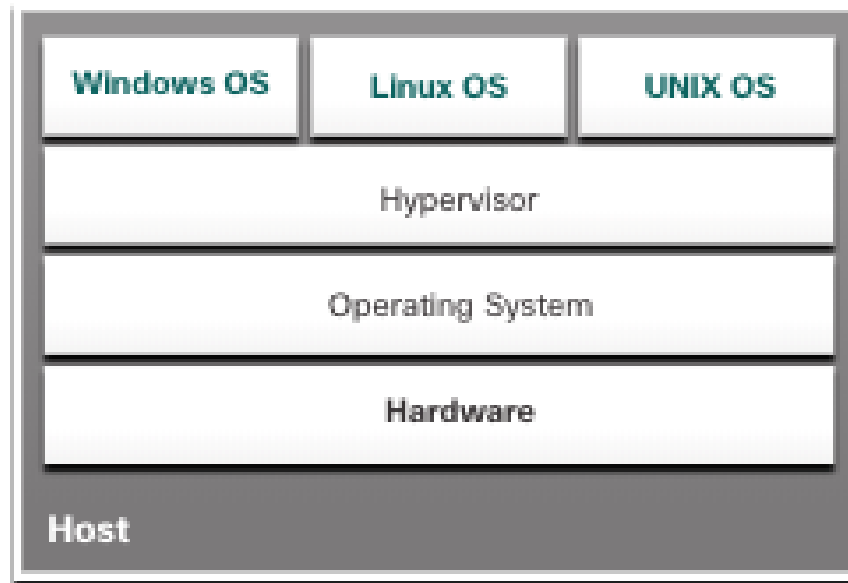 Windows OS
Linux OS
UNIX OS
Hypervisor
Operating System
Hardware
Host